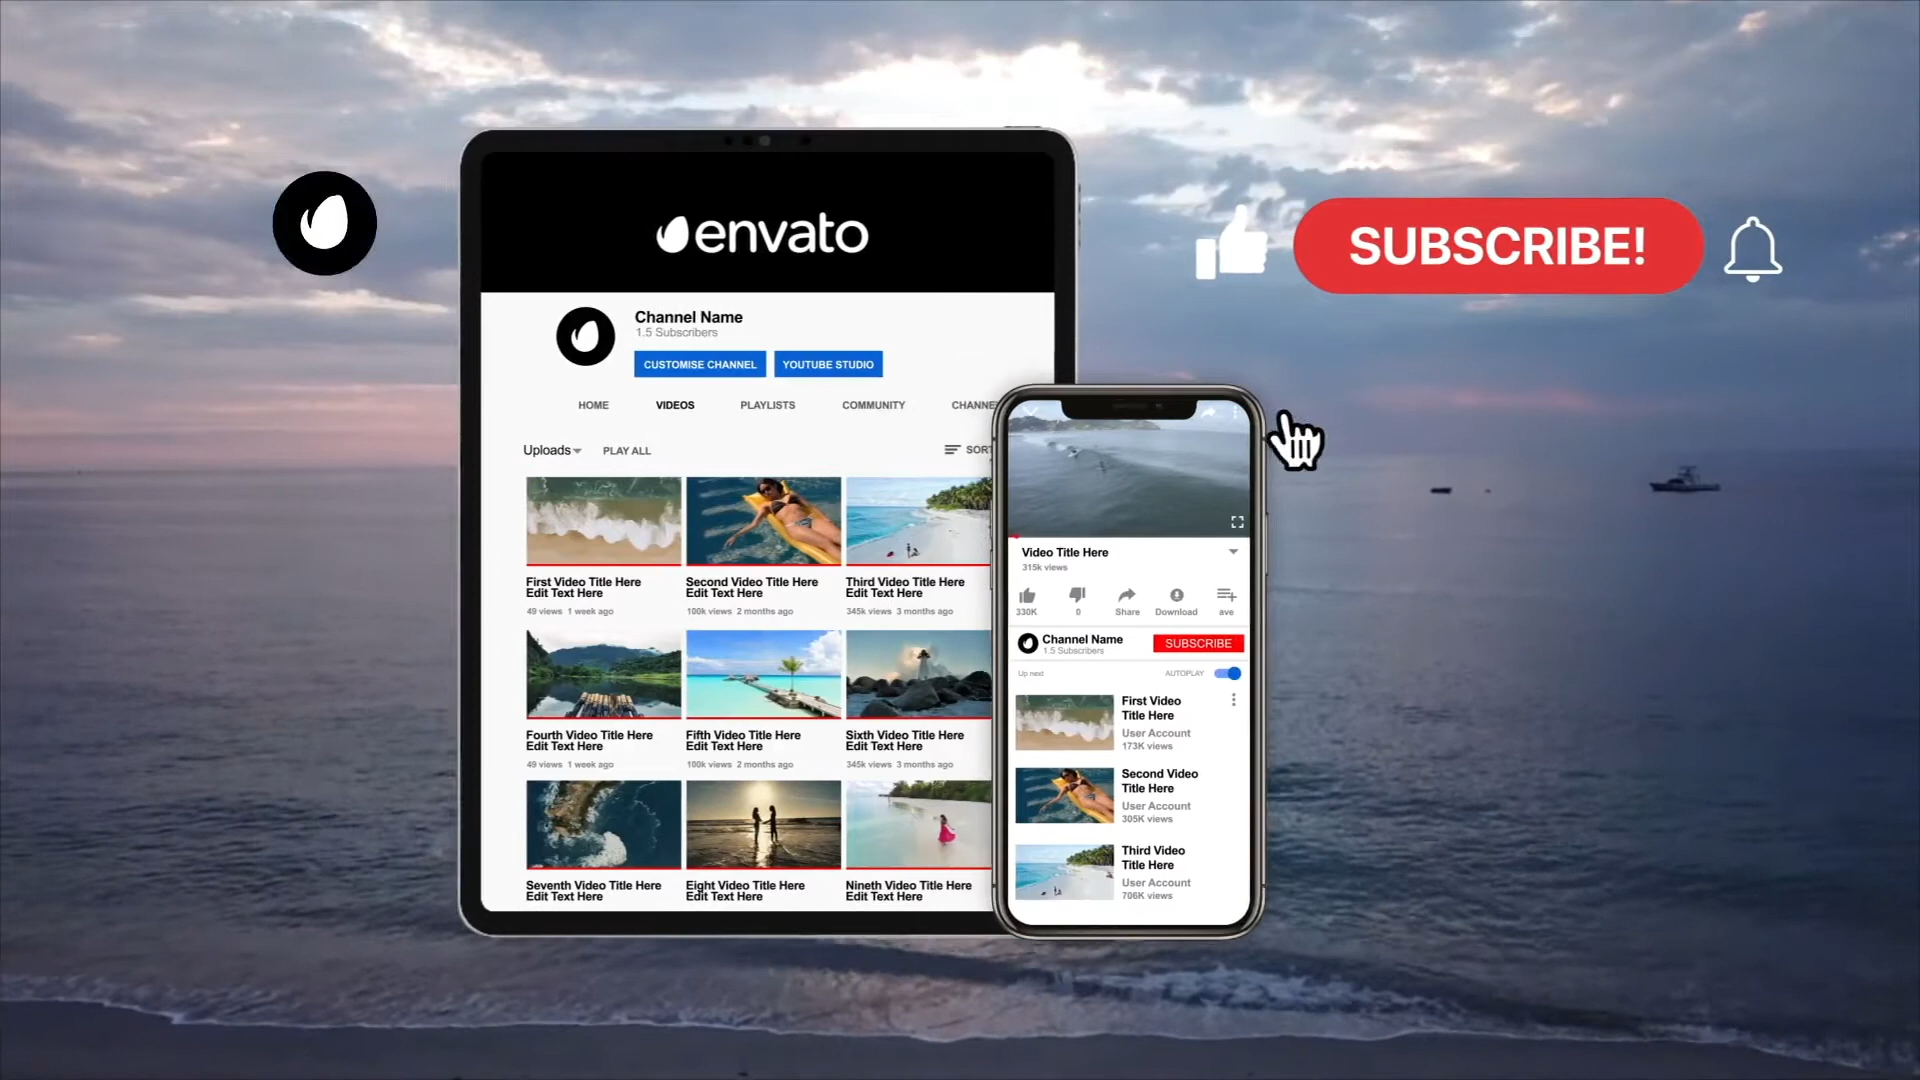 envato
SUBSCRIBE!
Channel Name
1.5 Subscribers
CUSTOMISE CHANNEL
YOUTUBE STUDIO
HOME VIDEOS PLAYLISTS COMMUNITY CHANNE
Uploads PLAY ALL SORT
First Video Title Here
Edit Text Here
49 views 1 week ago
Second Video Title Here
Edit Text Here
100k views 2 months ago
Third Video Title Here
Edit Text Here
345k views 3 months ago
Fourth Video Title Here
Edit Text Here
49 views 1 week ago
Fifth Video Title Here
Edit Text Here
100k views 2 months ago
Sixth Video Title Here
Edit Text Here
345k views 3 months ago
Seventh Video Title Here
Edit Text Here
Eight Video Title Here
Edit Text Here
Nineth Video Title Here
Edit Text Here
Video Title Here
315k views
330K 0 Share Download ave
Channel Name
1.5 Subscribers
SUBSCRIBE
Up next AUTOPLAY
First Video
Title Here
User Account
173K views
Second Video
Title Here
User Account
305K views
Third Video
Title Here
User Account
706K views